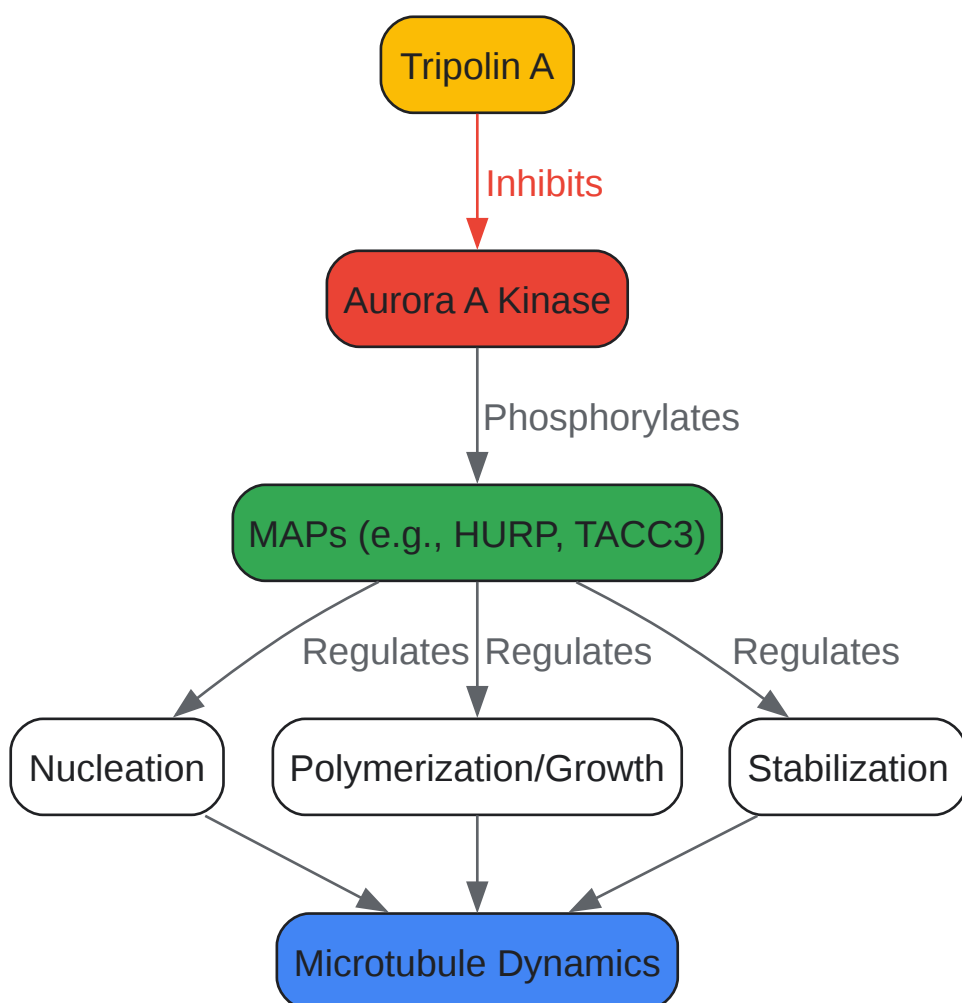 Tripolin A
Inhibits
Aurora A Kinase
Phosphorylates
MAPs (e.g., HURP, TACC3)
Regulates
Regulates
Regulates
Nucleation
Polymerization/Growth
Stabilization
Microtubule Dynamics